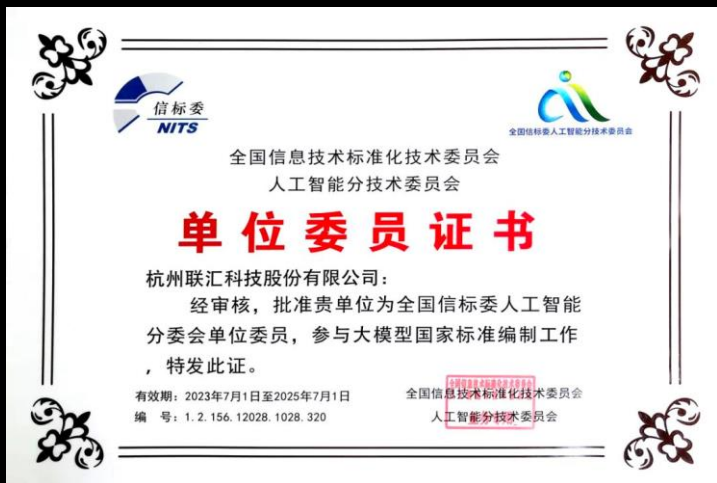 信标委
NITS
全国信标委人工智能分技术委员会
全国信息技术标准化技术委员会
人工智能分技术委员会
单位委员证书
杭州联汇科技股份有限公司：
经审核，批准贵单位为全国信标委人工智能
分委会单位委员，参与大模型国家标准编制工作
，特发此证。
有效期：2023年7月1日至2025年7月1日
全国信息技术标准化技术委员会
编 号：1.2.156.12028.1028.320
人工智能分技术委员会